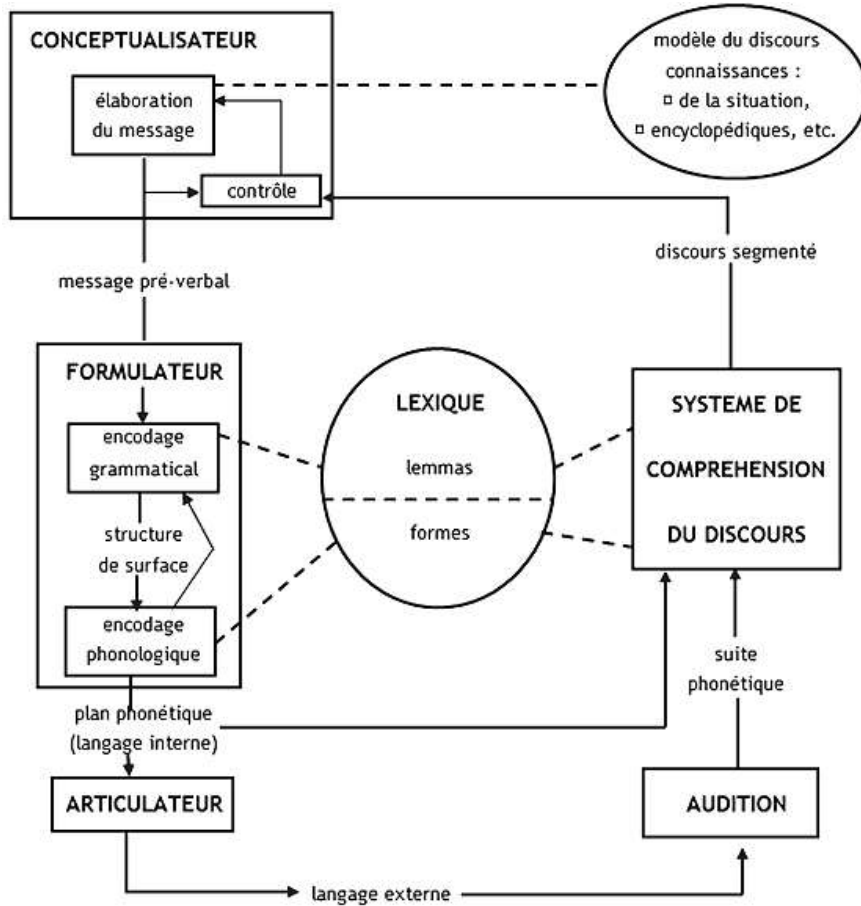 CONCEPTUALISATEUR
élaboration
du message
contrôle
modèle du discours
connaissances :
¤ de la situation,
¤ encyclopédiques, etc.
discours segmenté
message pré-verbal
FORMULATEUR
encodage
grammatical
structure
de surface
encodage
phonologique
LEXIQUE
lemmas
formes
SYSTEME DE
COMPREHENSION
DU DISCOURS
suite
phonétique
plan phonétique
(langage interne)
ARTICULATEUR
AUDITION
langage externe